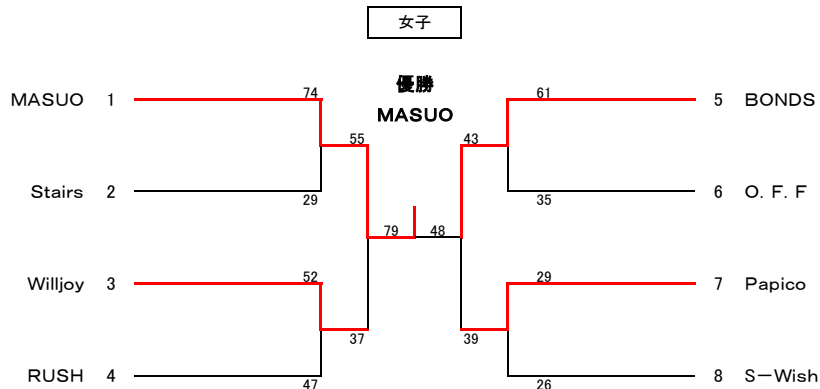 女子
優勝
MASUO
MASUO 1 74 61 5 BONDS
55 43
Stairs 2 29 35 6 O．F．F
79 48
Willjoy 3 52 29 7 Papico
37 39
RUSH 4 47 26 8 S－Wish